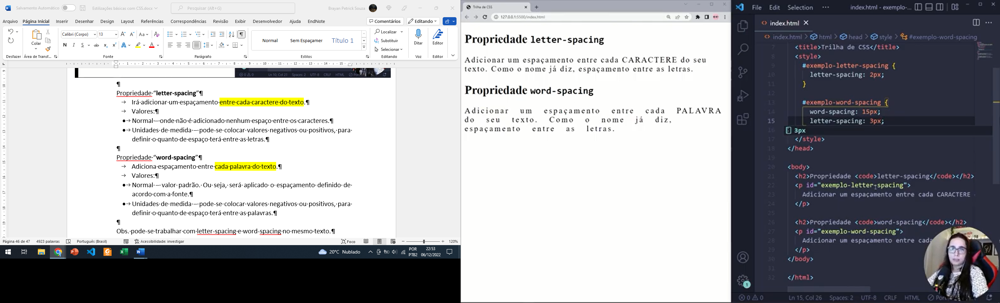 Salvamento Automático
Estilizações básicas com CSS.docx
Pesquisar (Alt+G)
Brayan Petrick Souza
Arquivo Página Inicial Inserir Desenhar Design Layout Referências Correspondências Revisão Exibir Desenvolvedor Ajuda EndNote
Comentários
Editando
Colar
Calibri (Corpo) 13
Normal
Sem Espaçamer
Título 1
Localizar
Substituir
Selecionar
Ditar
Editor
Desfazer Área de Transf... Fonte Parágrafo Estilos Editando Voz Editor
Ln 10, Col 21 Spaces: 2 UTF-8 CRLF HTML
¶
Propriedade·“letter-spacing”¶
→ Irá·adicionar·um·espaçamento·entre·cada·caractere·do·texto.¶
→ Valores:¶
●→Normal·–·onde·não·é·adicionado·nenhum·espaço·entre·os·caracteres.¶
●→Unidades·de·medida·–·pode-se·colocar·valores·negativos·ou·positivos,·para·
definir·o·quanto·de·espaço·terá·entre·as·letras.¶
¶
Propriedade·“word-spacing”¶
→ Adiciona·espaçamento·entre·cada·palavra·do·texto.¶
→ Valores:¶
●→Normal·–·valor·padrão.·Ou·seja,·será·aplicado·o·espaçamento·definido·de·
acordo·com·a·fonte.¶
●→Unidades·de·medida·–·pode-se·colocar·valores·negativos·ou·positivos,·para·
definir·o·quanto·de·espaço·terá·entre·as·palavras.¶
¶
Obs.·pode-se·trabalhar·com·letter-spacing·e·word-spacing·no·mesmo·texto.¶
Página 46 de 47 4923 palavras Português (Brasil) Acessibilidade: investigar Foco 120%
20°C Nublado
POR
PTB2
22:53
06/12/2022
Trilha de CSS
127.0.0.1:5500/index.html
Propriedade letter-spacing
Adicionar um espaçamento entre cada CARACTERE do seu
texto. Como o nome já diz, espaçamento entre as letras.
Propriedade word-spacing
Adicionar um espaçamento entre cada PALAVRA
do seu texto. Como o nome já diz,
espaçamento entre as letras.
File Edit Selection ··· index.html - exemplo-...
index.html
index.html > html > head > style > #exemplo-word-spacing
7 <title>Trilha de CSS</title>
8 <style>
9 #exemplo-letter-spacing {
10 letter-spacing: 2px;
11 }
12
13 #exemplo-word-spacing {
14 word-spacing: 15px;
15 letter-spacing: 3px;
16 3px
17 </style>
18 </head>
19
20 <body>
21 <h2>Propriedade <code>letter-spacing</code></h2>
22 <p id="exemplo-letter-spacing">
23 Adicionar um espaçamento entre cada CARACTERE
24 </p>
25
26 <h2>Propriedade <code>word-spacing</code></h2>
27 <p id="exemplo-word-spacing">
28 Adicionar um espaçamento entre cada
29 </p>
30 </body>
31
32 </html>
1
0 0 Ln 15, Col 26 Spaces: 2 UTF-8 CRLF HTML